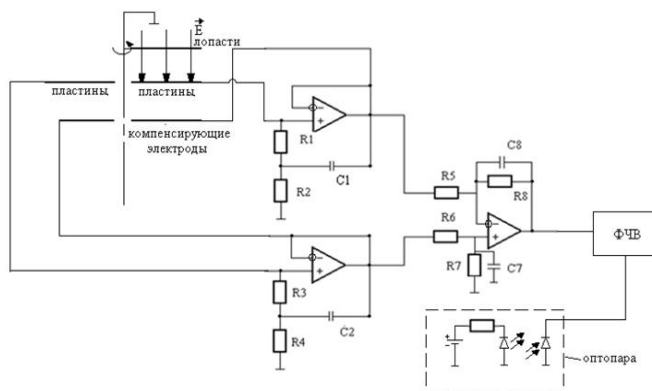 E
лопасти
пластины
пластины
компенсирующие
электроды
R1
R2
C1
R3
R4
C2
R5
R6
C8
R8
R7
C7
ФЧВ
оптопара